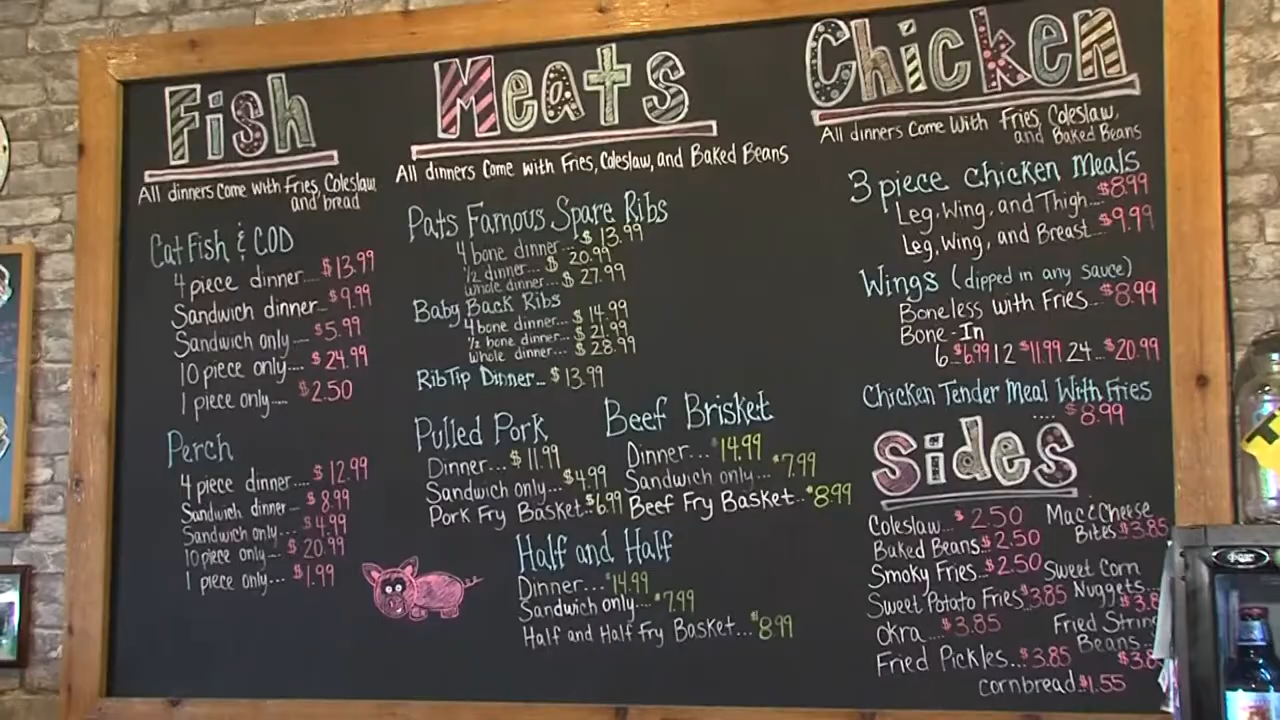 Fish
All dinners come with Fries, Coleslaw,
and bread
Cat Fish & COD
4 piece dinner.... $13.99
Sandwich dinner.. $9.99
Sandwich only... $5.99
10 piece only.... $24.99
1 piece only.... $2.50
Perch
4 piece dinner.... $12.99
Sandwich dinner.. $8.99
Sandwich only... $4.99
10 piece only... $20.99
1 piece only... $1.99
Meats
All dinners Come with Fries, Coleslaw, and Baked Beans
Pats Famous Spare Ribs
4 bone dinner... $13.99
1/2 dinner... $20.99
whole dinner... $27.99
Baby Back Ribs
4 bone dinner... $14.99
1/2 bone dinner... $21.99
whole dinner... $28.99
Rib Tip Dinner... $13.99
Pulled Pork
Dinner... $11.99
Sandwich only... $4.99
Pork Fry Basket. $6.99
Beef Brisket
Dinner... $14.99
Sandwich only... $7.99
Beef Fry Basket... $8.99
Half and Half
Dinner... $14.99
Sandwich only... $7.99
Half and Half Fry Basket... $8.99
Chicken
All dinners Come With Fries, Coleslaw,
and Baked Beans
3 piece Chicken Meals
Leg, Wing, and Thigh... $8.99
Leg, Wing, and Breast.. $9.99
Wings (dipped in any sauce)
Boneless with Fries... $8.99
Bone-In
6.. $6.99 12 $11.99 24... $20.99
Chicken Tender Meal With Fries
.... $8.99
Sides
Coleslaw.. $2.50
Baked Beans. $2.50
Smoky Fries.. $2.50
Sweet Potato Fries $3.85
Okra ... $3.85
Fried Pickles... $3.85
Mac & Cheese
Bites. $3.85
Sweet Corn
Nuggets...
$3.8
Fried String
Beans...
$3.8
Cornbread. $1.55